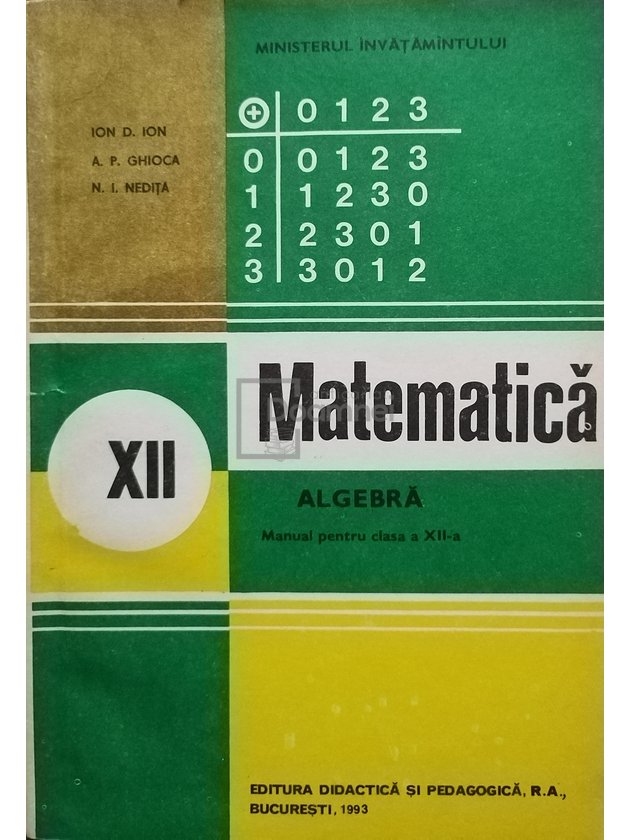 MINISTERUL ÎNVĂȚĂMÎNTULUI
ION D. ION
A. P. GHIOCA
N. I. NEDIȚĂ
⊕ 0 1 2 3
0 0 1 2 3
1 1 2 3 0
2 2 3 0 1
3 3 0 1 2
Matematică
XII
ALGEBRĂ
Manual pentru clasa a XII-a
EDITURA DIDACTICĂ ȘI PEDAGOGICĂ, R.A.,
BUCUREȘTI, 1993